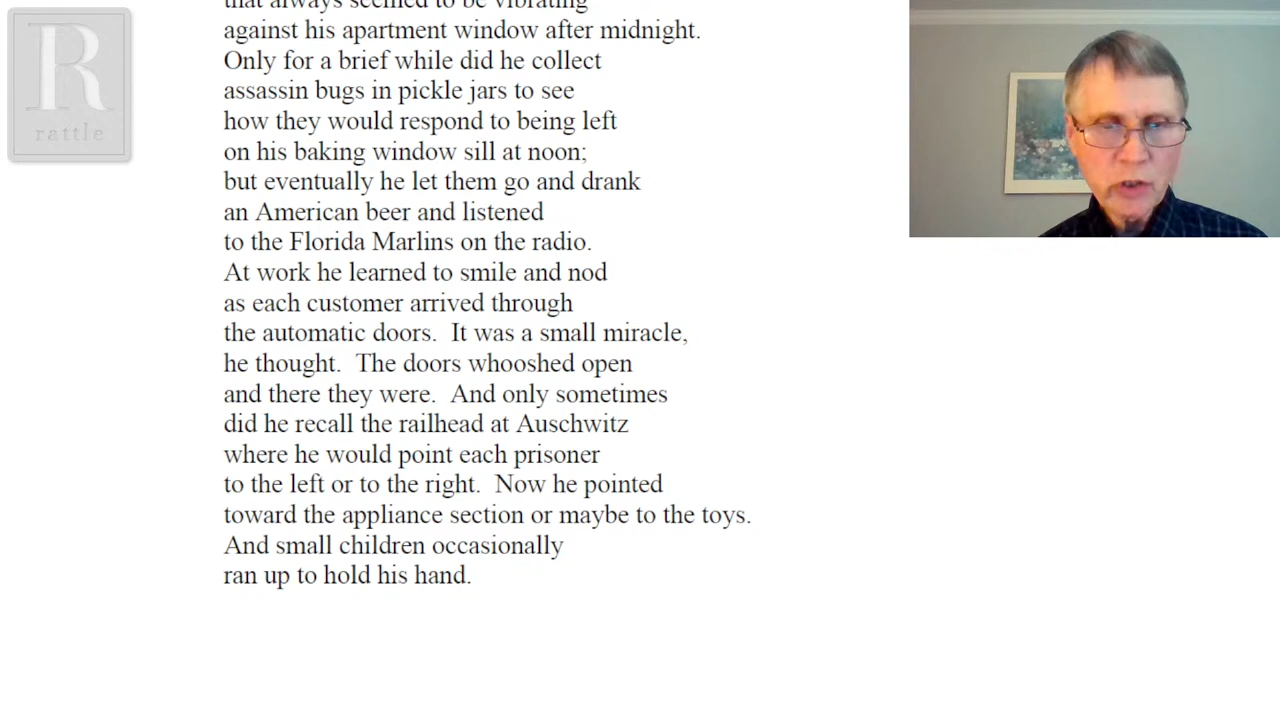 R
rattle
that always seemed to be vibrating
against his apartment window after midnight.
Only for a brief while did he collect
assassin bugs in pickle jars to see
how they would respond to being left
on his baking window sill at noon;
but eventually he let them go and drank
an American beer and listened
to the Florida Marlins on the radio.
At work he learned to smile and nod
as each customer arrived through
the automatic doors.  It was a small miracle,
he thought.  The doors whooshed open
and there they were.  And only sometimes
did he recall the railhead at Auschwitz
where he would point each prisoner
to the left or to the right.  Now he pointed
toward the appliance section or maybe to the toys.
And small children occasionally
ran up to hold his hand.